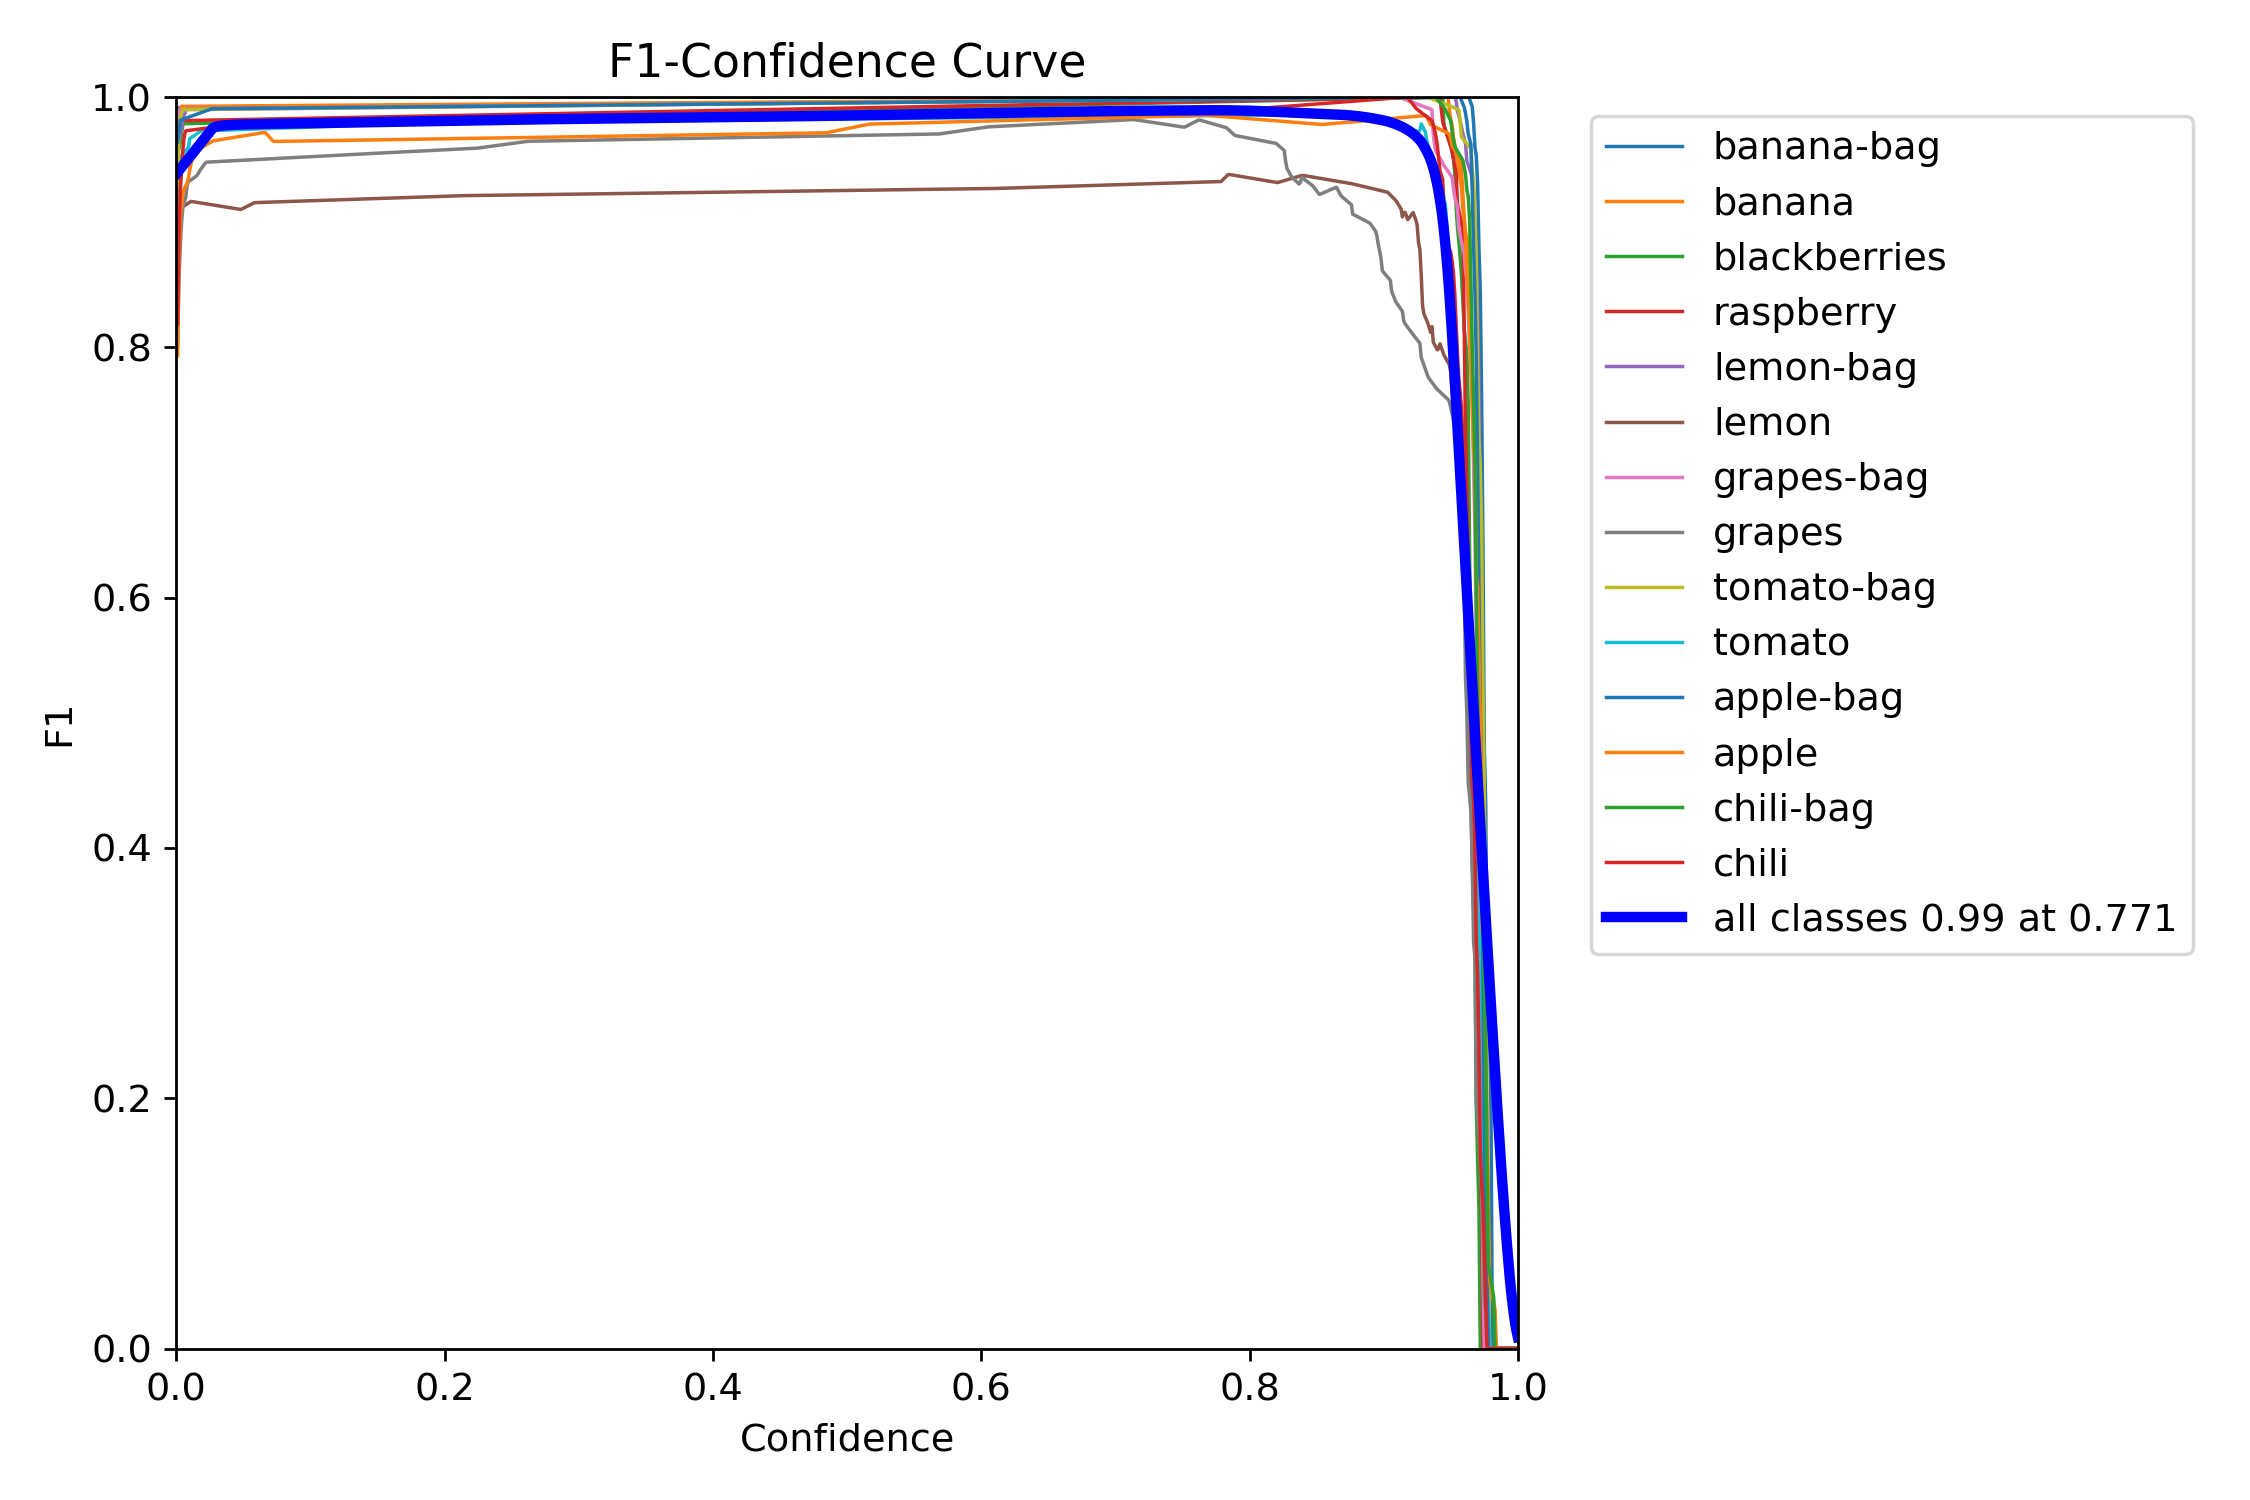 F1-Confidence Curve
1.0
0.8
0.6
0.4
0.2
0.0
F1
0.0 0.2 0.4 0.6 0.8 1.0
Confidence
banana-bag
banana
blackberries
raspberry
lemon-bag
lemon
grapes-bag
grapes
tomato-bag
tomato
apple-bag
apple
chili-bag
chili
all classes 0.99 at 0.771